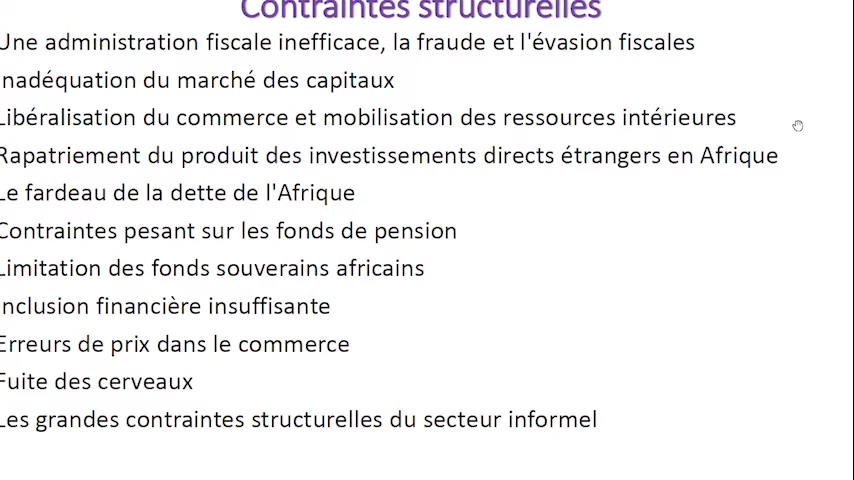 Contraintes structurelles
Une administration fiscale inefficace, la fraude et l'évasion fiscales
Inadéquation du marché des capitaux
Libéralisation du commerce et mobilisation des ressources intérieures
Rapatriement du produit des investissements directs étrangers en Afrique
Le fardeau de la dette de l'Afrique
Contraintes pesant sur les fonds de pension
Limitation des fonds souverains africains
Inclusion financière insuffisante
Erreurs de prix dans le commerce
Fuite des cerveaux
Les grandes contraintes structurelles du secteur informel